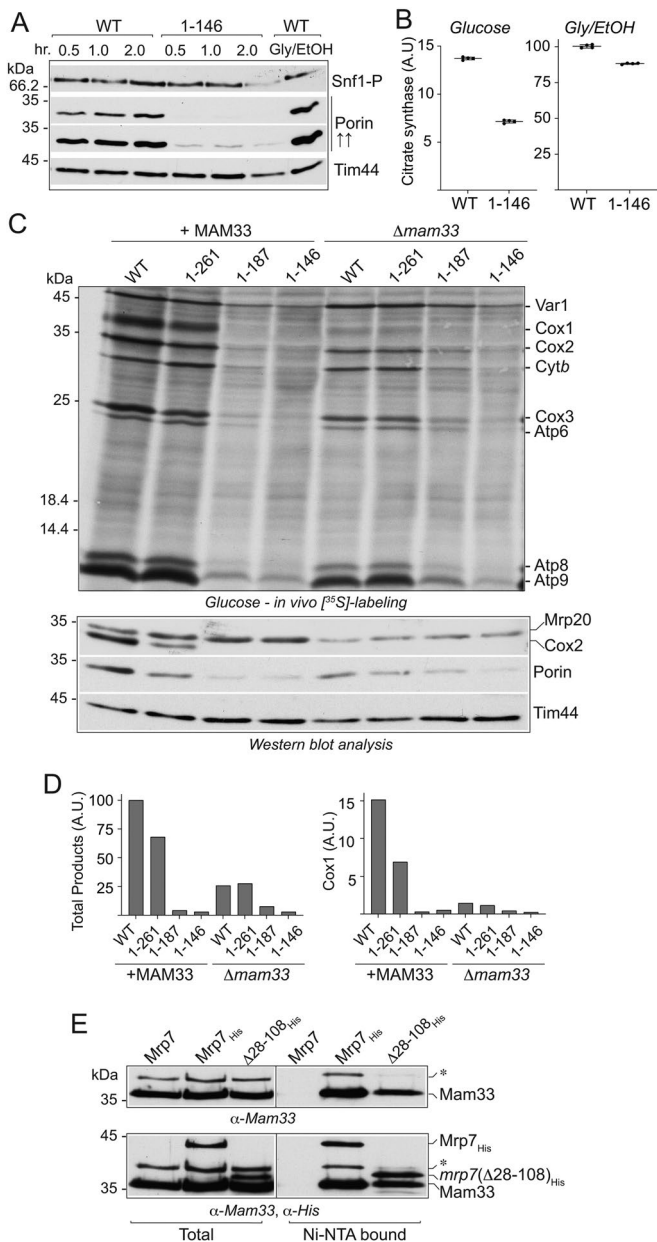 A
WT 1-146 WT
hr. 0.5 1.0 2.0 0.5 1.0 2.0 Gly/EtOH
kDa
66.2
Snf1-P
35
35
Porin
↑↑
45
Tim44
B
Glucose Gly/EtOH
Citrate synthase (A.U)
15
10
5
100
75
50
25
WT 1-146 WT 1-146
C
+ MAM33 Δmam33
WT 1-261 1-187 1-146 WT 1-261 1-187 1-146
kDa
45
35
25
18.4
14.4
Var1
Cox1
Cox2
Cytb
Cox3
Atp6
Atp8
Atp9
Glucose - in vivo [³⁵S]-labeling
35
Mrp20
Cox2
35
Porin
45
Tim44
Western blot analysis
D
Total Products (A.U.)
100
75
50
25
WT 1-261 1-187 1-146 WT 1-261 1-187 1-146
+MAM33 Δmam33
Cox1 (A.U.)
15
10
5
WT 1-261 1-187 1-146 WT 1-261 1-187 1-146
+MAM33 Δmam33
E
Mrp7 Mrp7His Δ28-108His Mrp7 Mrp7His Δ28-108His
kDa
35
*
Mam33
α-Mam33
45
35
Mrp7His
*
mrp7(Δ28-108)His
Mam33
α-Mam33, α-His
Total Ni-NTA bound